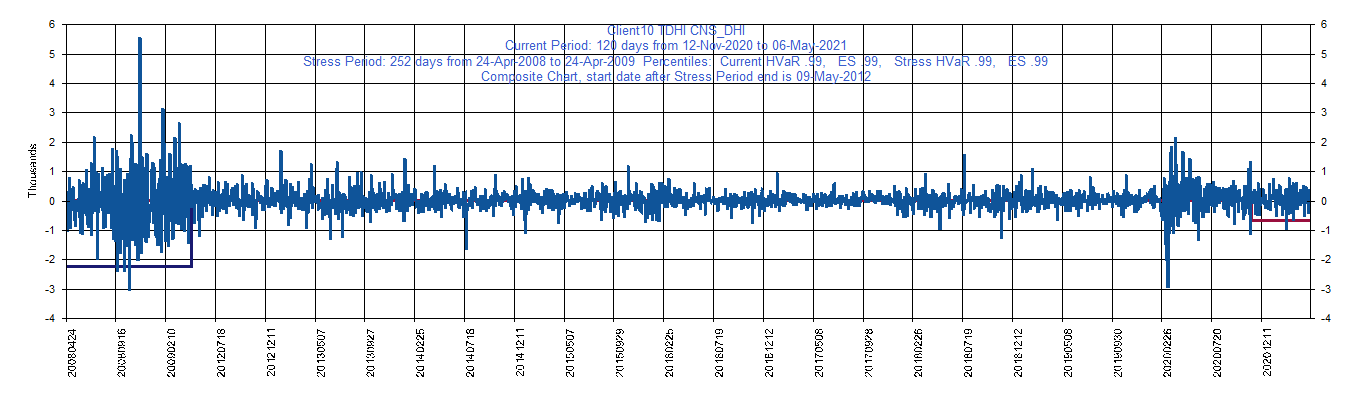 Client10 TDHI CNS_DHI
Current Period: 120 days from 12-Nov-2020 to 06-May-2021
Stress Period: 252 days from 24-Apr-2008 to 24-Apr-2009 Percentiles: Current HVaR .99, ES .99, Stress HVaR .99, ES .99
Composite Chart, start date after Stress Period end is 09-May-2012
Thousands
6 6
5 5
4 4
3 3
2 2
1 1
0 0
-1 -1
-2 -2
-3 -3
-4 -4
20080424 20080916 20090210 20120718 20121211 20130507 20130927 20140225 20140718 20141211 20150507 20150929 20160225 20160719 20161212 20170508 20170928 20180226 20180719 20181212 20190508 20190930 20200226 20200720 20201211